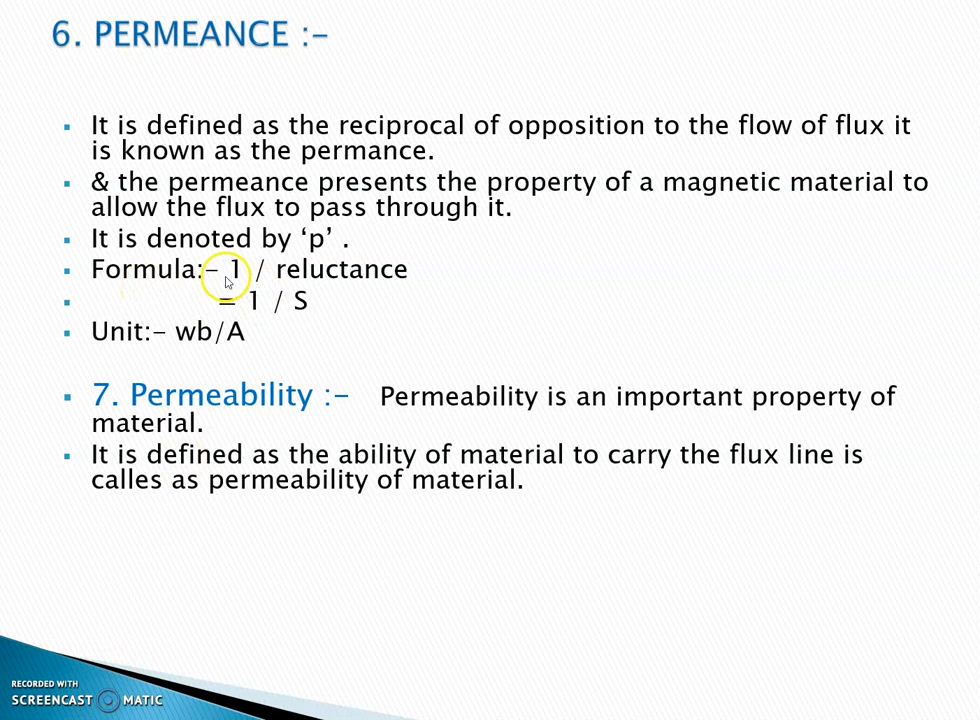 6. PERMEANCE :-
▪ It is defined as the reciprocal of opposition to the flow of flux it
is known as the permance.
▪ & the permeance presents the property of a magnetic material to
allow the flux to pass through it.
▪ It is denoted by ‘p’ .
▪ Formula:- 1 / reluctance
▪ = 1 / S
▪ Unit:- wb/A
▪ 7. Permeability :- Permeability is an important property of
material.
▪ It is defined as the ability of material to carry the flux line is
calles as permeability of material.
RECORDED WITH
SCREENCAST MATIC